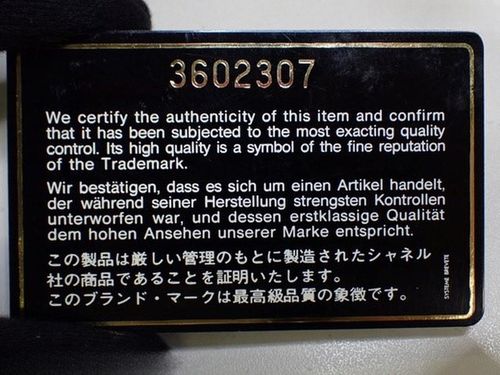 3602307
We certify the authenticity of this item and confirm
that it has been subjected to the most exacting quality
control. Its high quality is a symbol of the fine reputation
of the Trademark.
Wir bestätigen, dass es sich um einen Artikel handelt,
der während seiner Herstellung strengsten Kontrollen
unterworfen war, und dessen erstklassige Qualität
dem hohen Ansehen unserer Marke entspricht.
この製品は厳しい管理のもとに製造されたシャネル
社の商品であることを証明いたします。
このブランド・マークは最高級品質の象徴です。